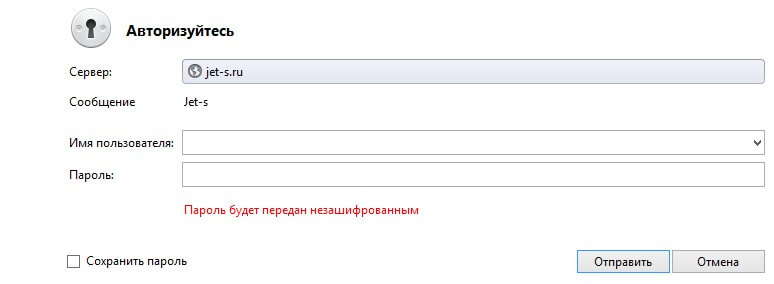 Авторизуйтесь
Сервер: jet-s.ru
Сообщение Jet-s
Имя пользователя:
Пароль:
Пароль будет передан незашифрованным
Сохранить пароль Отправить Отмена